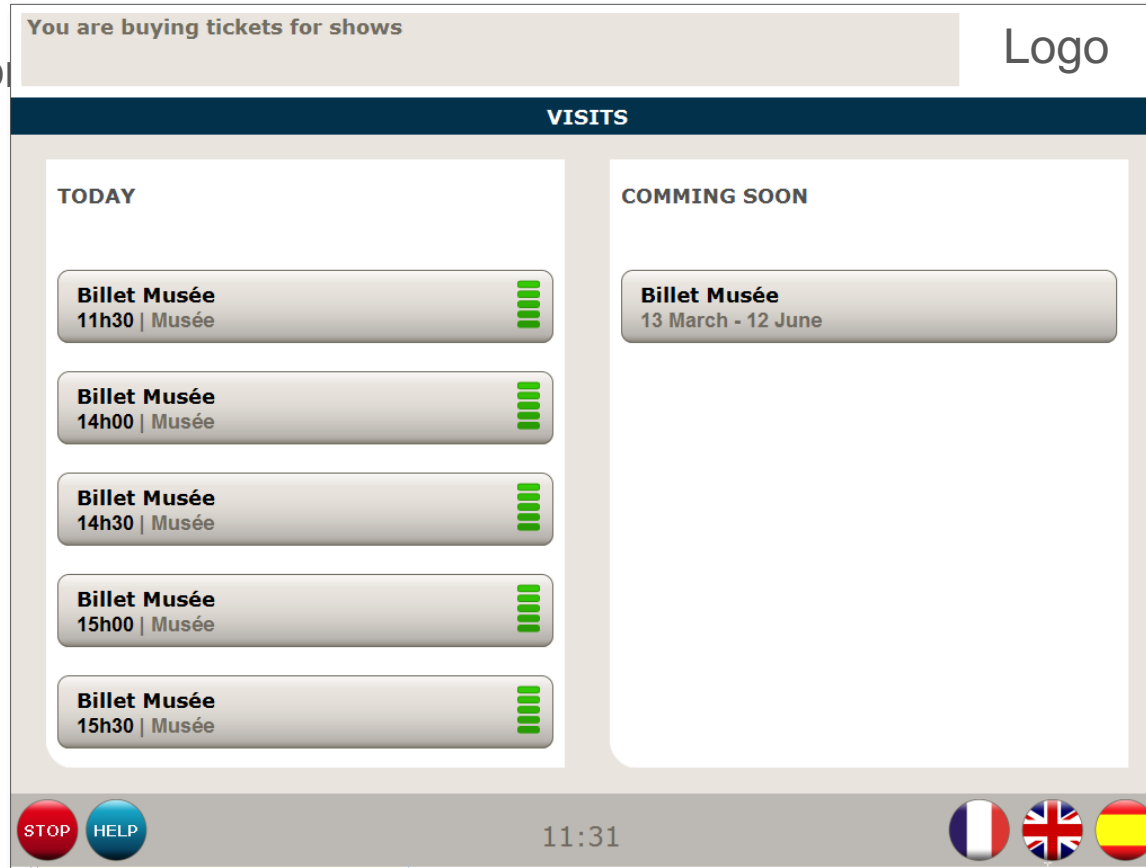 You are buying tickets for shows
Logo
VISITS
TODAY
Billet Musée
11h30 | Musée
Billet Musée
14h00 | Musée
Billet Musée
14h30 | Musée
Billet Musée
15h00 | Musée
Billet Musée
15h30 | Musée
COMMING SOON
Billet Musée
13 March - 12 June
STOP
HELP
11:31